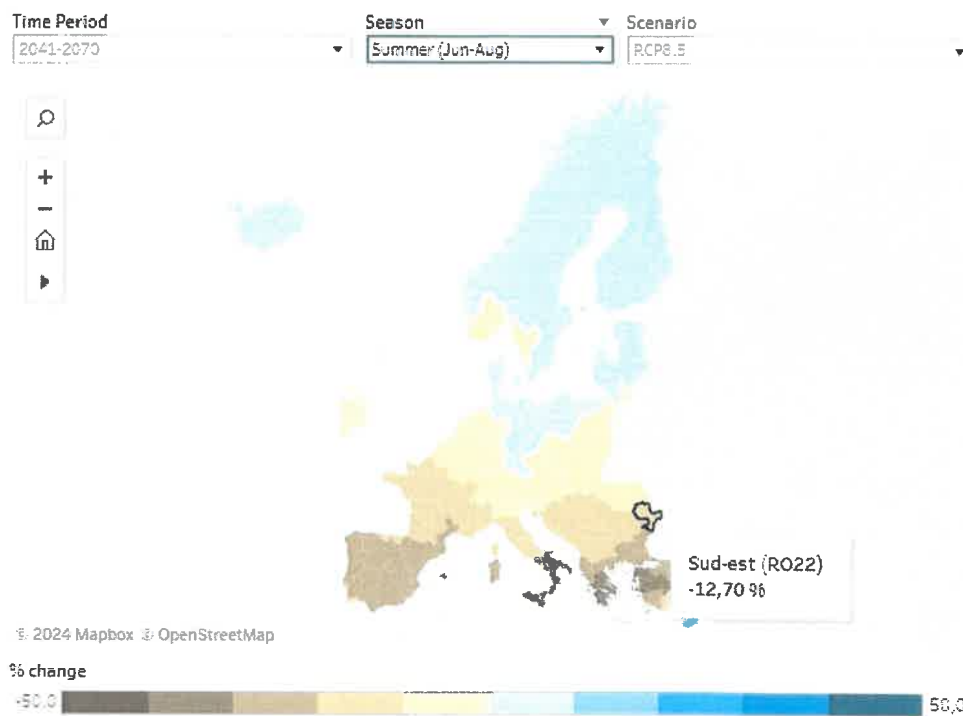 Time Period
Season
Scenario
2041-2070
Summer (Jun-Aug)
RCP8.5
Sud-est (RO22)
-12,70 %
© 2024 Mapbox © OpenStreetMap
% change
-50,0
50,0